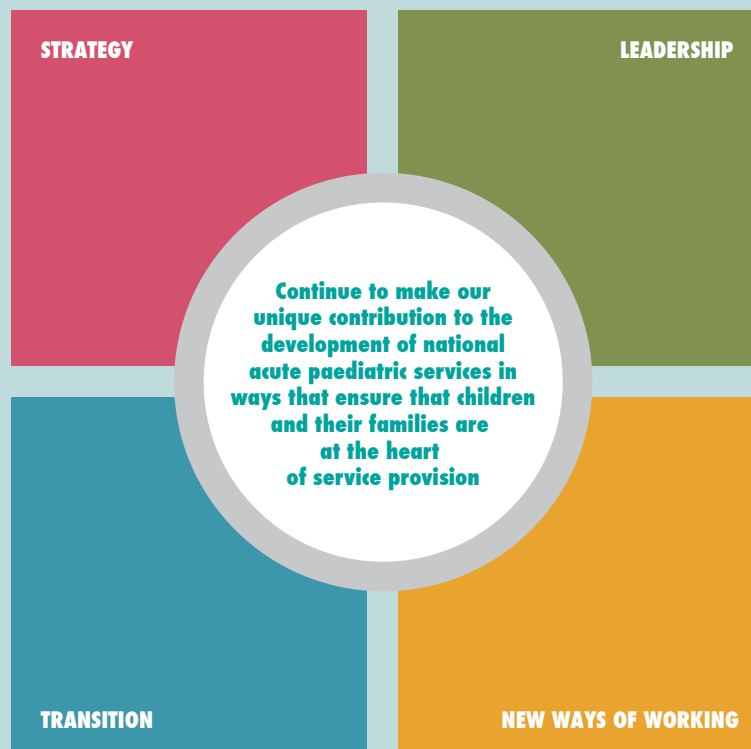 STRATEGY
LEADERSHIP
Continue to make our
unique contribution to the
development of national
acute paediatric services in
ways that ensure that children
and their families are
at the heart
of service provision
TRANSITION
NEW WAYS OF WORKING